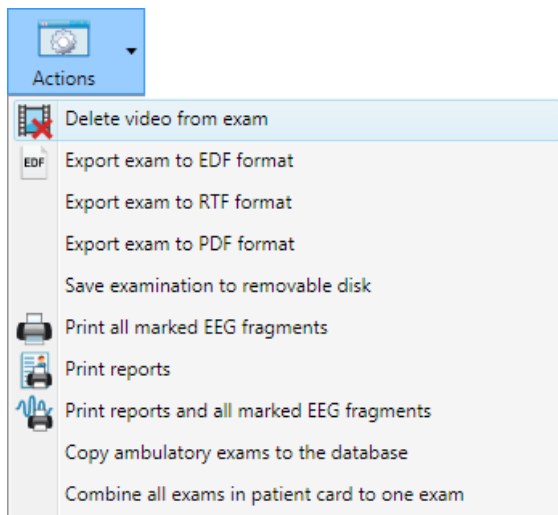 Actions
Delete video from exam
EDF Export exam to EDF format
Export exam to RTF format
Export exam to PDF format
Save examination to removable disk
Print all marked EEG fragments
Print reports
Print reports and all marked EEG fragments
Copy ambulatory exams to the database
Combine all exams in patient card to one exam